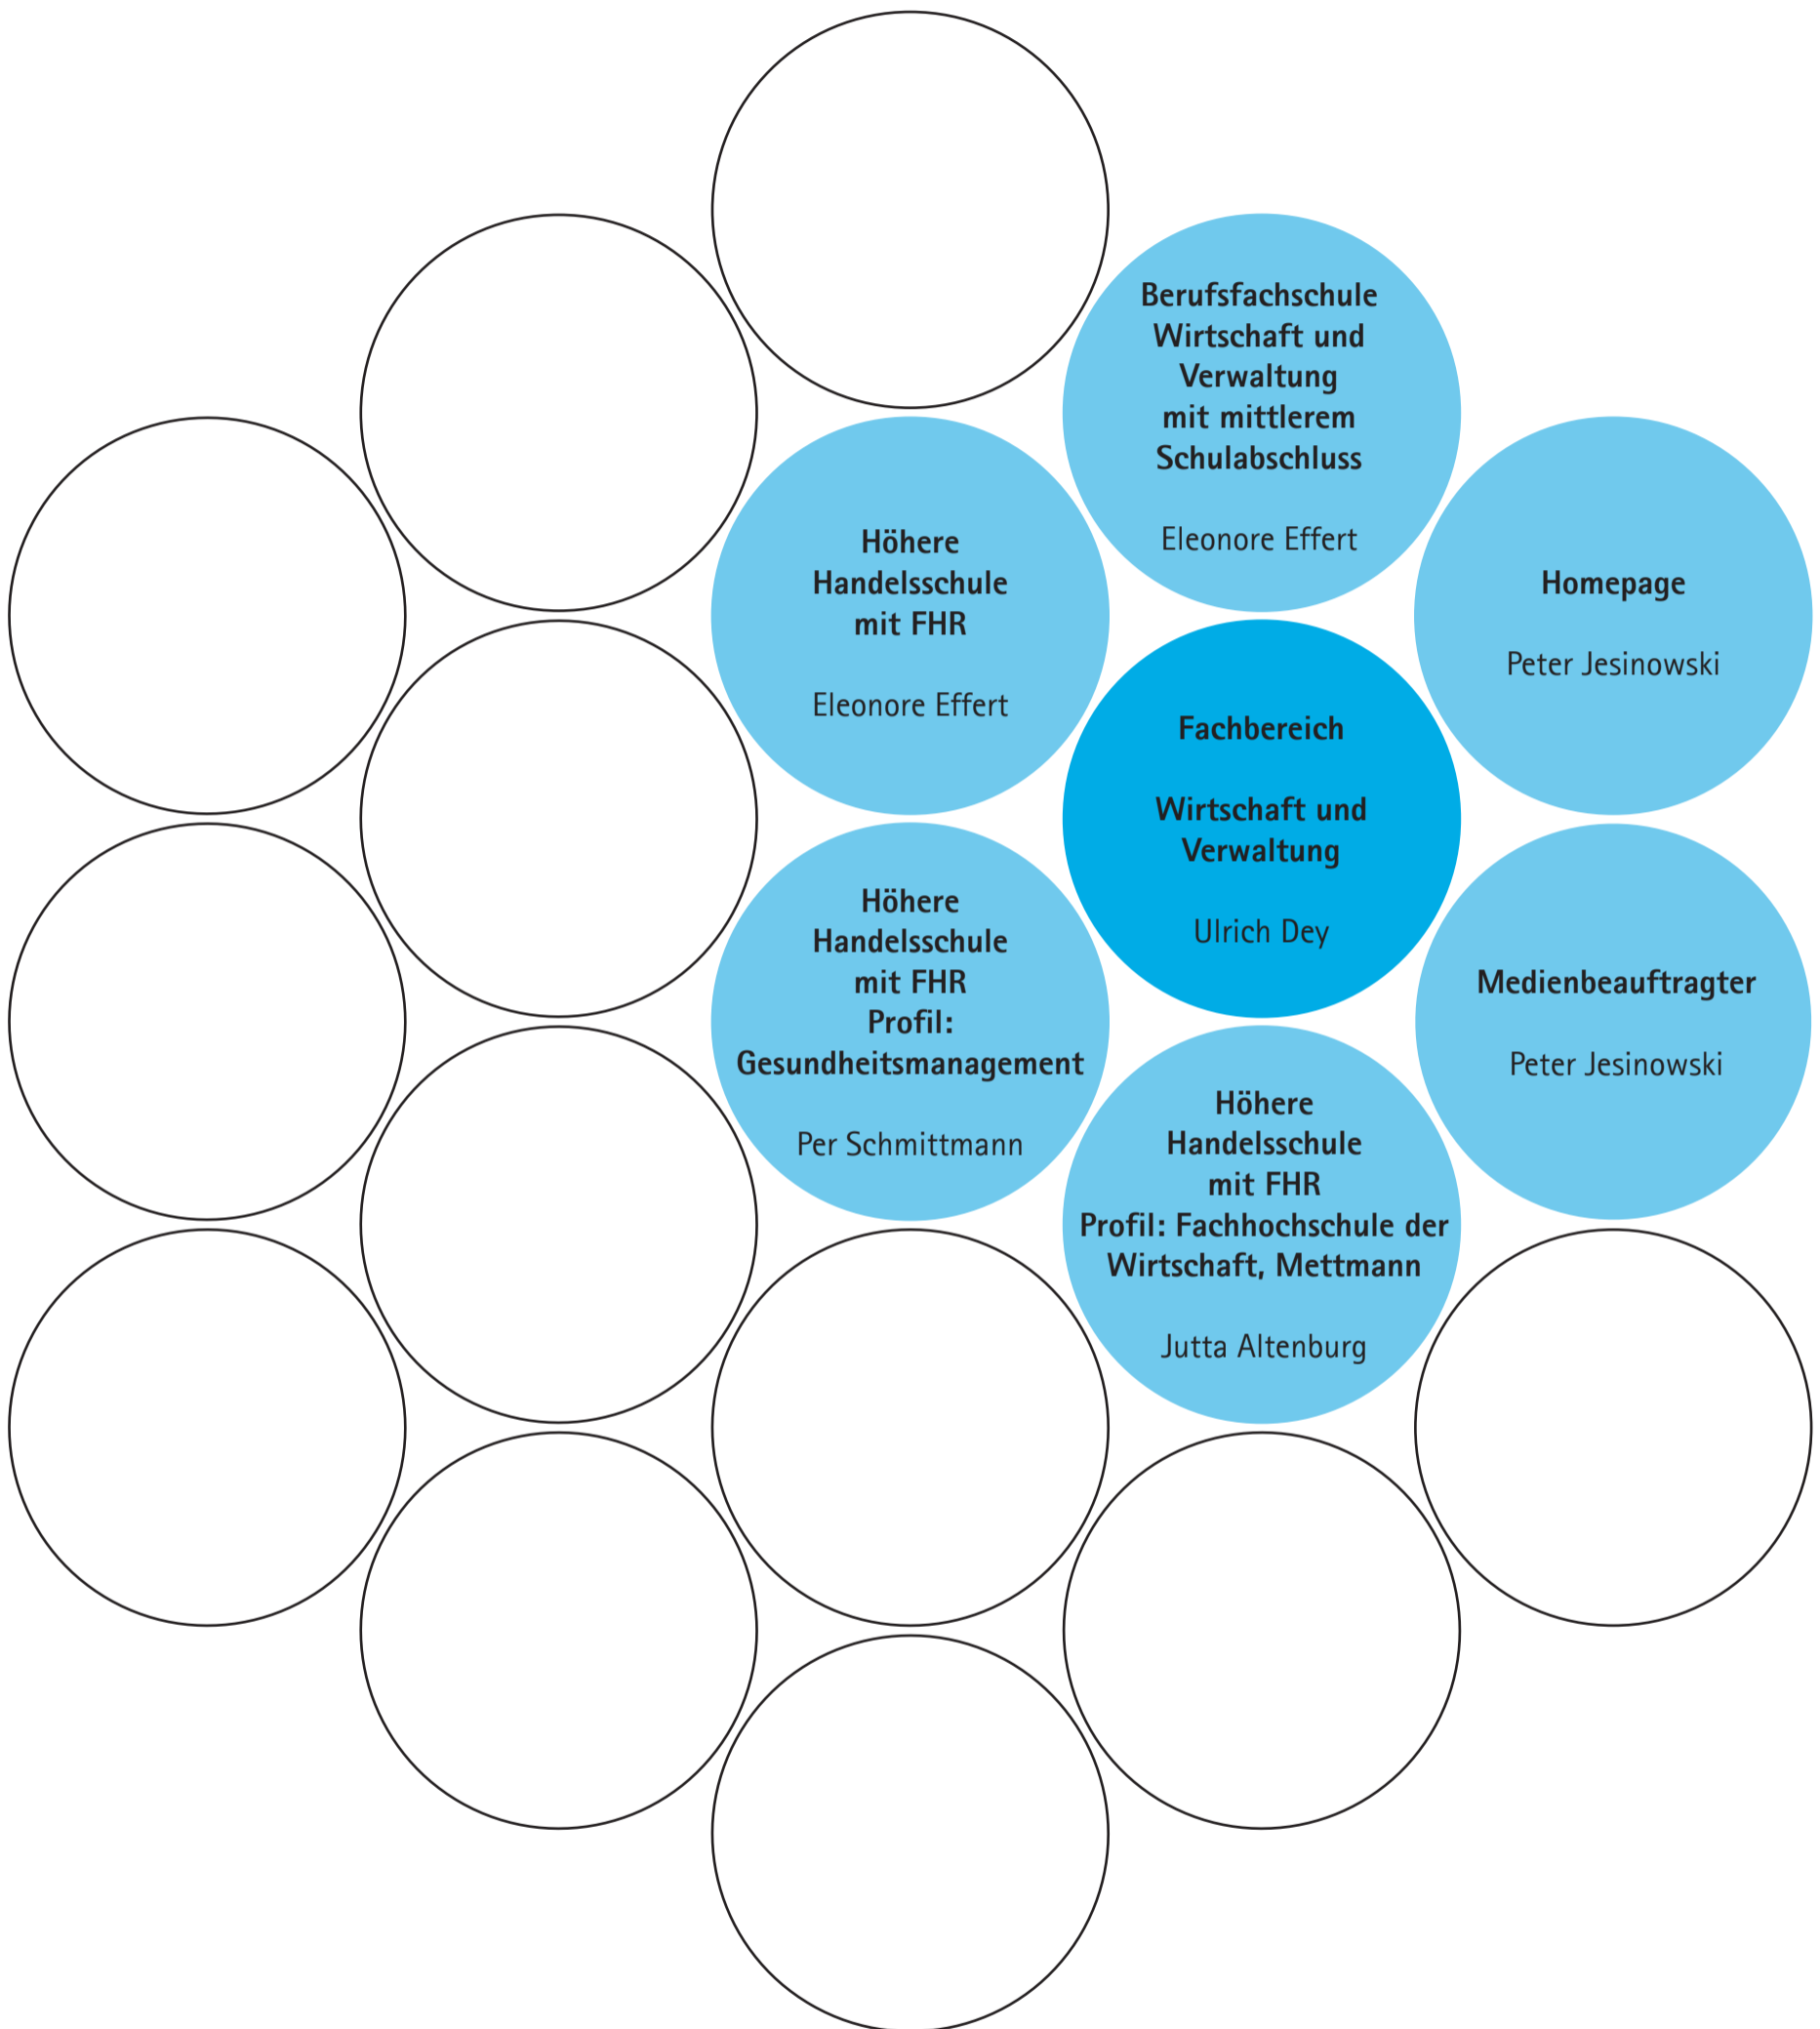 Berufsfachschule
Wirtschaft und
Verwaltung
mit mittlerem
Schulabschluss
Eleonore Effert
Höhere
Handelsschule
mit FHR
Eleonore Effert
Homepage
Peter Jesinowski
Fachbereich
Wirtschaft und
Verwaltung
Ulrich Dey
Höhere
Handelsschule
mit FHR
Profil:
Gesundheitsmanagement
Per Schmittmann
Medienbeauftragter
Peter Jesinowski
Höhere
Handelsschule
mit FHR
Profil: Fachhochschule der
Wirtschaft, Mettmann
Jutta Altenburg